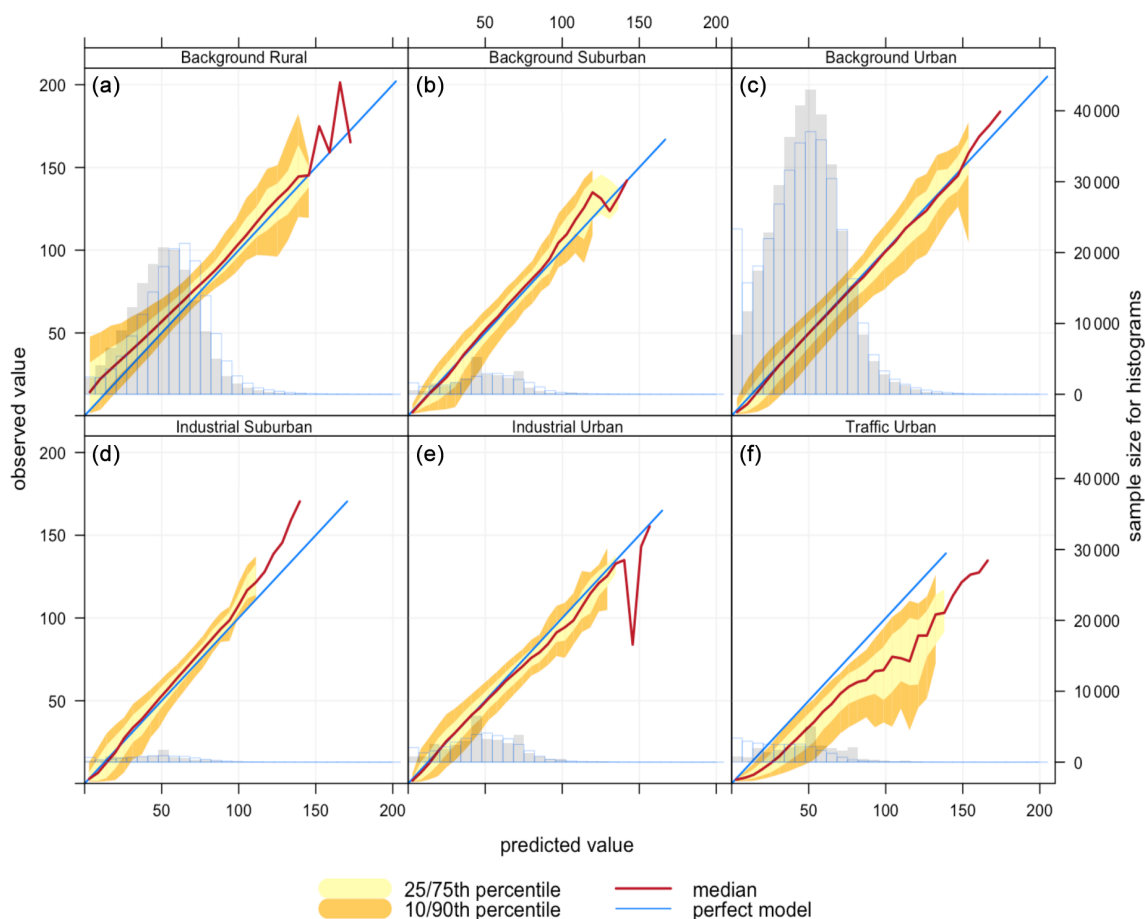 50 100 150 200
Background Rural Background Suburban Background Urban
(a) (b) (c)
200
150
100
50
40 000
30 000
20 000
10 000
0
Industrial Suburban Industrial Urban Traffic Urban
(d) (e) (f)
200
150
100
50
40 000
30 000
20 000
10 000
0
observed value
sample size for histograms
50 100 150 200 50 100 150 200
predicted value
25/75th percentile median
10/90th percentile perfect model